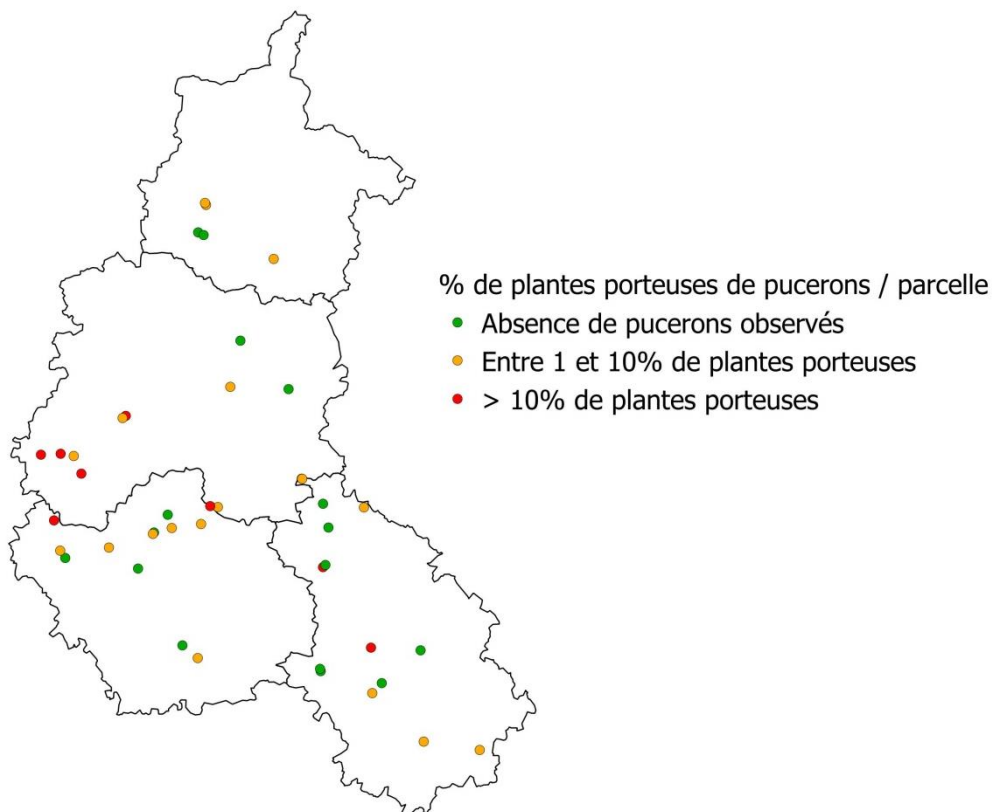 % de plantes porteuses de pucerons / parcelle
Absence de pucerons observés
Entre 1 et 10% de plantes porteuses
> 10% de plantes porteuses